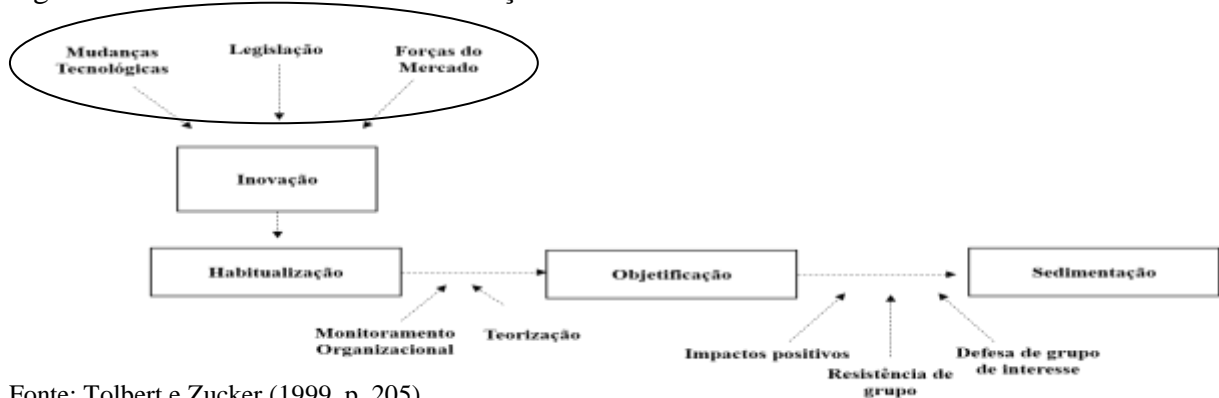 Mudanças
Tecnológicas
Legislação
Forças do
Mercado
Inovação
Habitualização
Objetificação
Sedimentação
Monitoramento
Organizacional
Teorização
Impactos positivos
Resistência de
grupo
Defesa de grupo
de interesse
Fonte: Tolbert e Zucker (1999, p. 205)